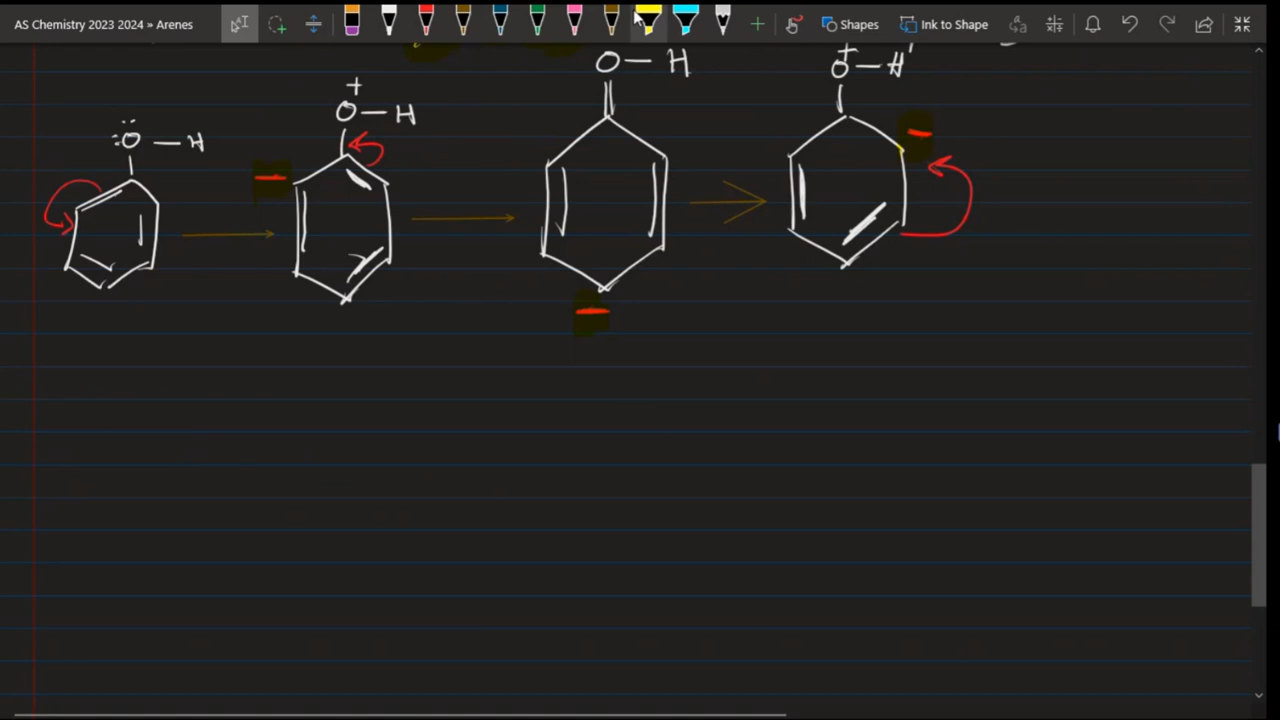 AS Chemistry 2023 2024 » Arenes
Shapes
Ink to Shape
O — H
+
O — H
+
O — H
:Ö — H